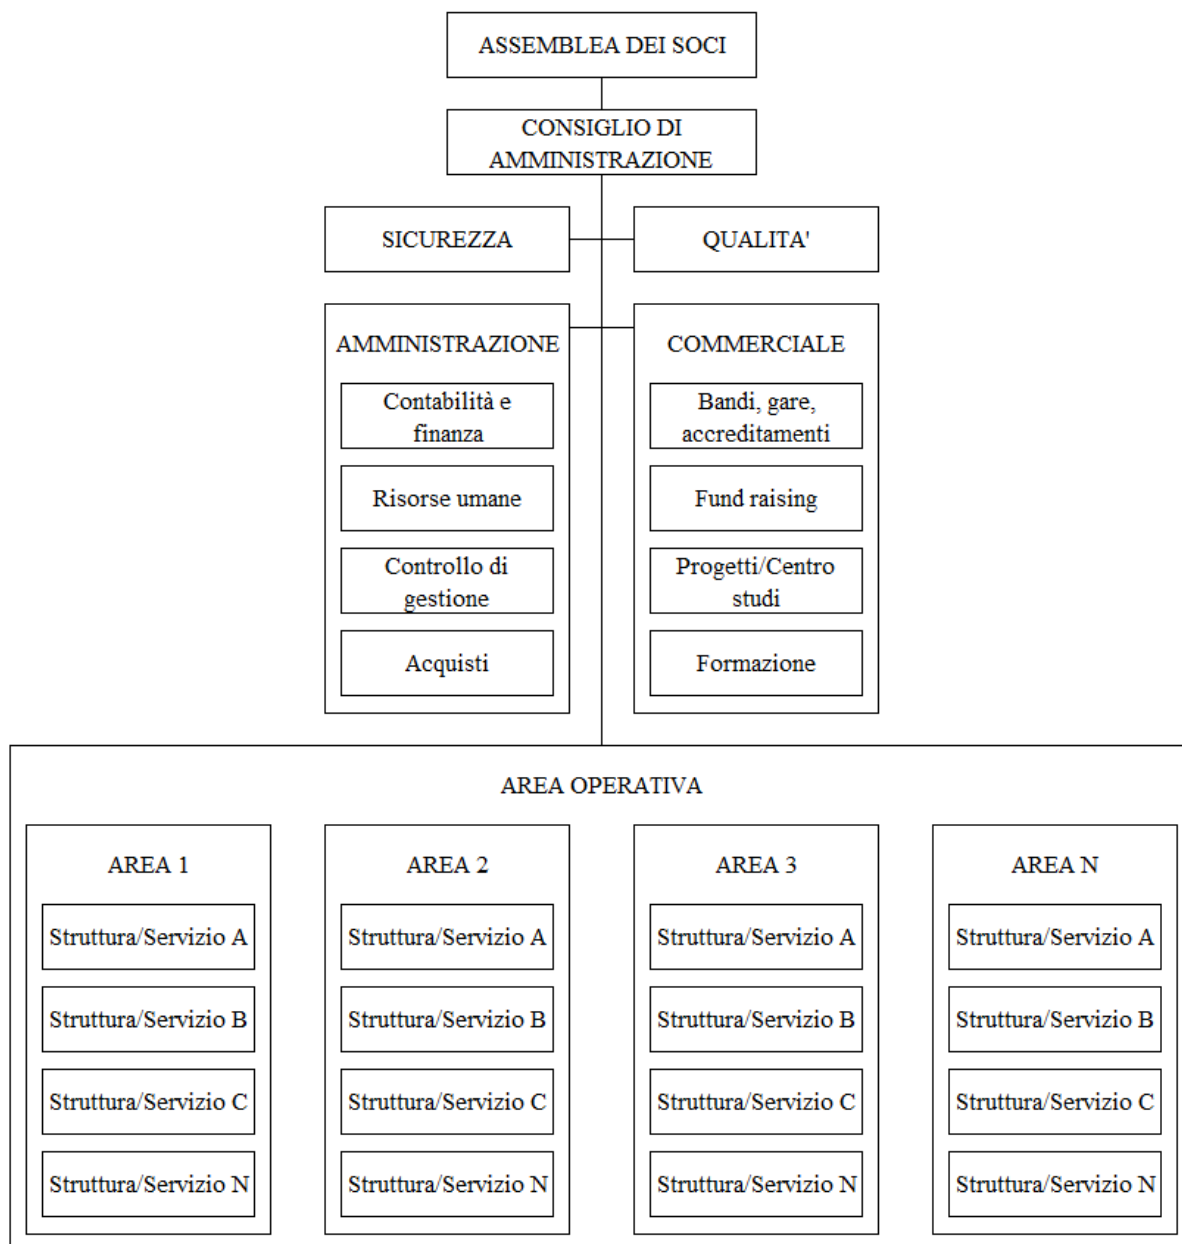 ASSEMBLEA DEI SOCI
CONSIGLIO DI
AMMINISTRAZIONE
SICUREZZA
QUALITA'
AMMINISTRAZIONE
Contabilità e
finanza
Risorse umane
Controllo di
gestione
Acquisti
COMMERCIALE
Bandi, gare,
accreditamenti
Fund raising
Progetti/Centro
studi
Formazione
AREA OPERATIVA
AREA 1
Struttura/Servizio A
Struttura/Servizio B
Struttura/Servizio C
Struttura/Servizio N
AREA 2
Struttura/Servizio A
Struttura/Servizio B
Struttura/Servizio C
Struttura/Servizio N
AREA 3
Struttura/Servizio A
Struttura/Servizio B
Struttura/Servizio C
Struttura/Servizio N
AREA N
Struttura/Servizio A
Struttura/Servizio B
Struttura/Servizio C
Struttura/Servizio N